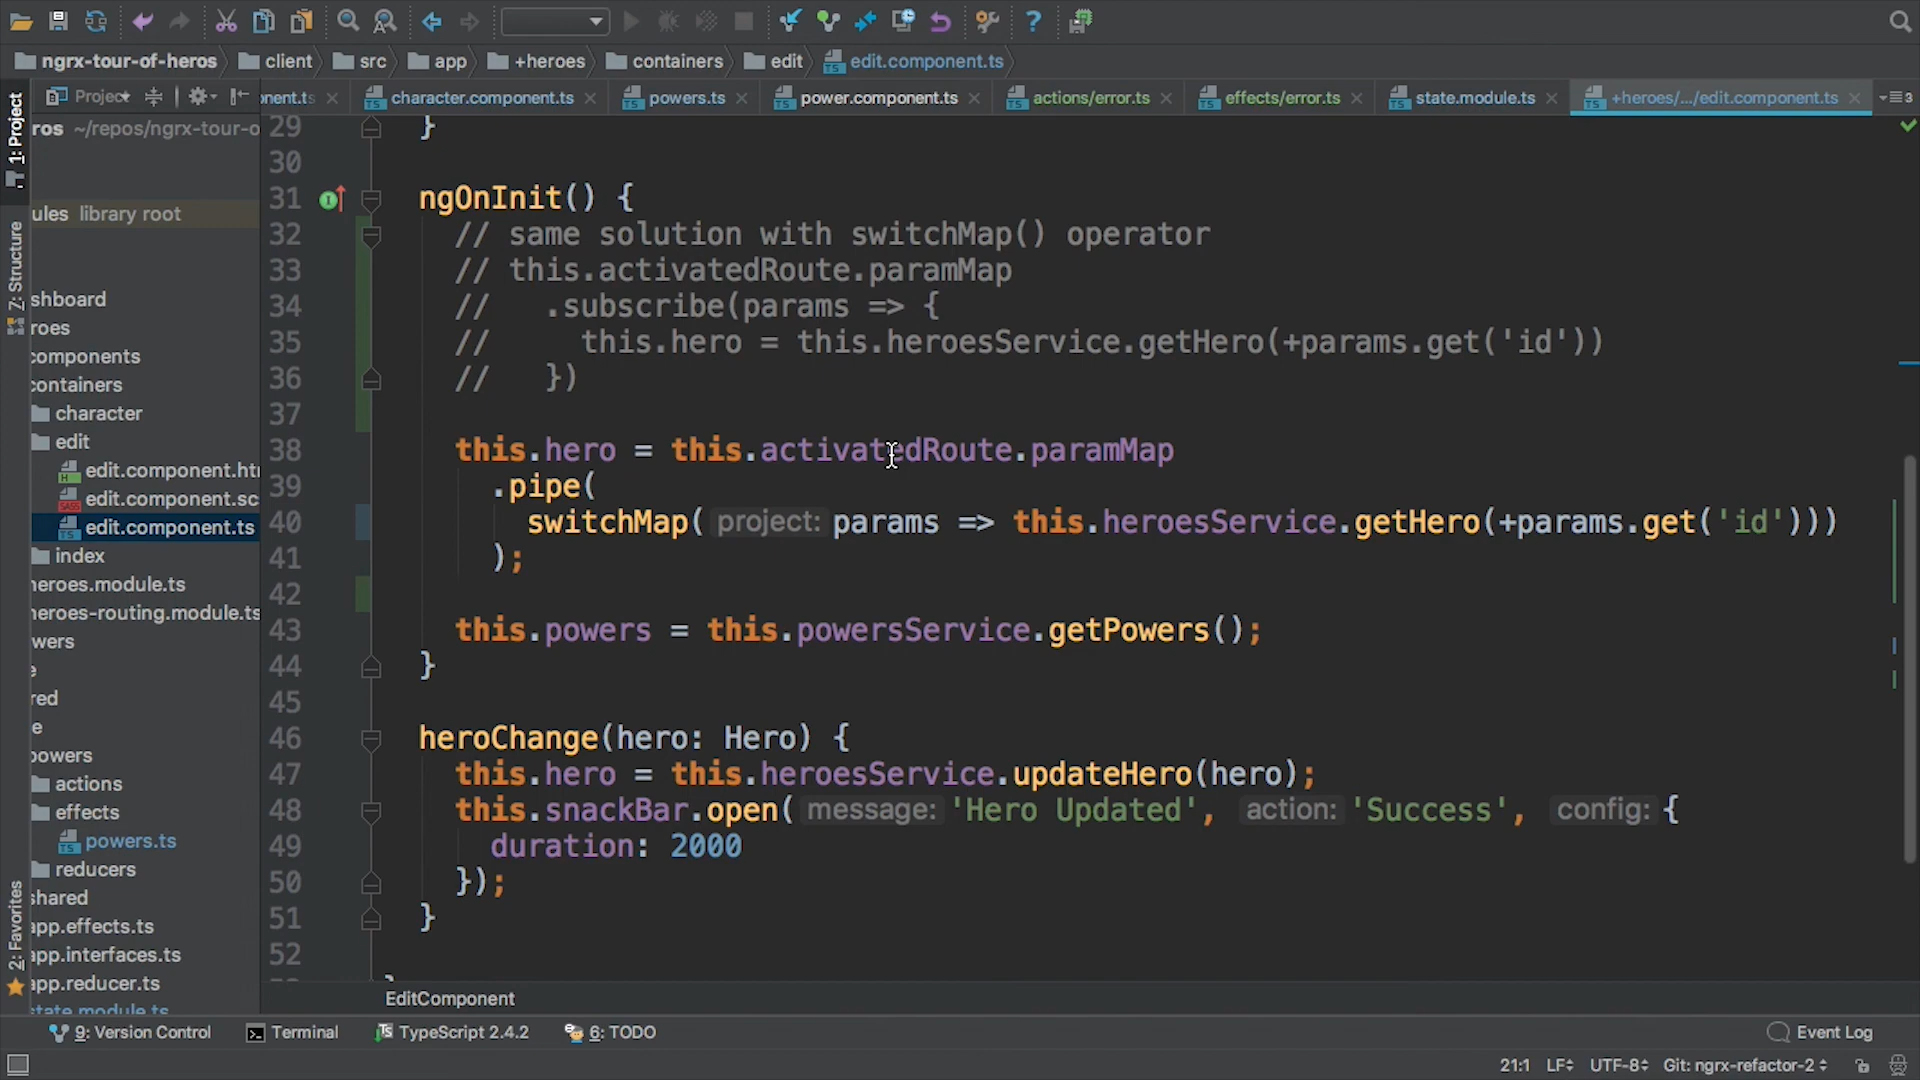 ngrx-tour-of-heros client src app +heroes containers edit edit.component.ts
Project
onent.ts character.component.ts powers.ts power.component.ts actions/error.ts effects/error.ts state.module.ts +heroes/.../edit.component.ts 3
1: Project
Z: Structure
2: Favorites
ros ~/repos/ngrx-tour-o
ules library root
shboard
roes
components
containers
character
edit
edit.component.htr
edit.component.sc
edit.component.ts
index
heroes.module.ts
heroes-routing.module.ts
wers
e
red
e
powers
actions
effects
powers.ts
reducers
shared
app.effects.ts
app.interfaces.ts
app.reducer.ts
state.module.ts
29 }
30
31 ngOnInit() {
32 // same solution with switchMap() operator
33 // this.activatedRoute.paramMap
34 // .subscribe(params => {
35 // this.hero = this.heroesService.getHero(+params.get('id'))
36 // })
37
38 this.hero = this.activatedRoute.paramMap
39 .pipe(
40 switchMap( project: params => this.heroesService.getHero(+params.get('id')))
41 );
42
43 this.powers = this.powersService.getPowers();
44 }
45
46 heroChange(hero: Hero) {
47 this.hero = this.heroesService.updateHero(hero);
48 this.snackBar.open( message: 'Hero Updated', action: 'Success', config: {
49 duration: 2000
50 });
51 }
52
EditComponent
9: Version Control Terminal TypeScript 2.4.2 6: TODO Event Log
21:1 LF UTF-8 Git: ngrx-refactor-2